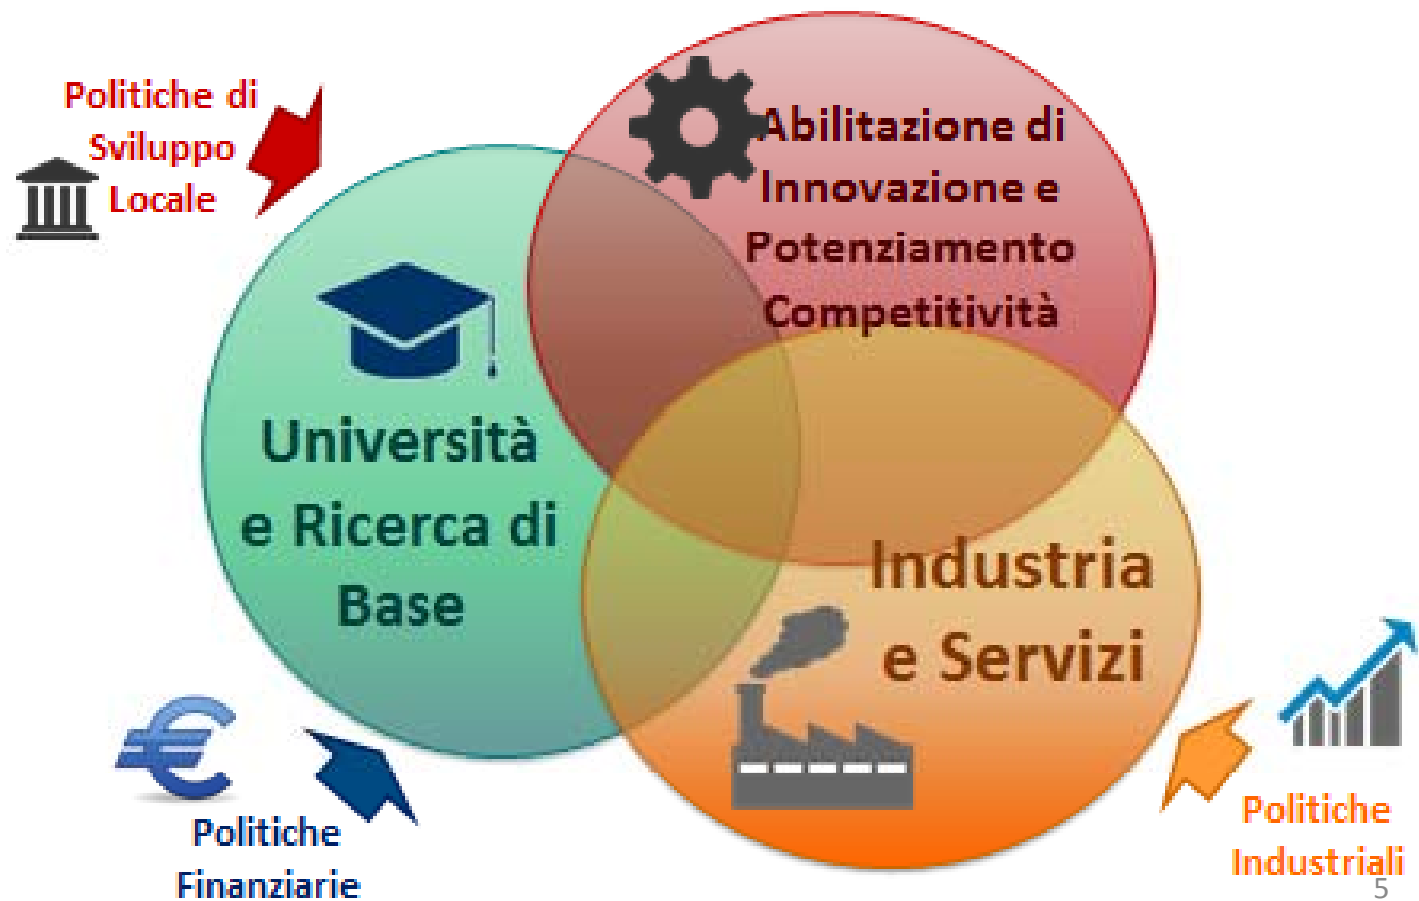 Politiche di
Sviluppo
Locale
Abilitazione di
Innovazione e
Potenziamento
Competitività
Università
e Ricerca di
Base
Industria
e Servizi
Politiche
Finanziarie
Politiche
Industriali
5